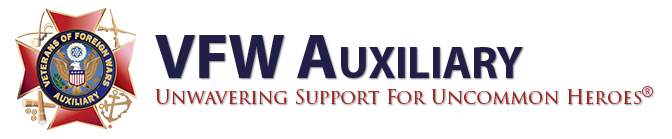 VETERANS OF FOREIGN WARS
AUXILIARY
VFW AUXILIARY
UNWAVERING SUPPORT FOR UNCOMMON HEROES®